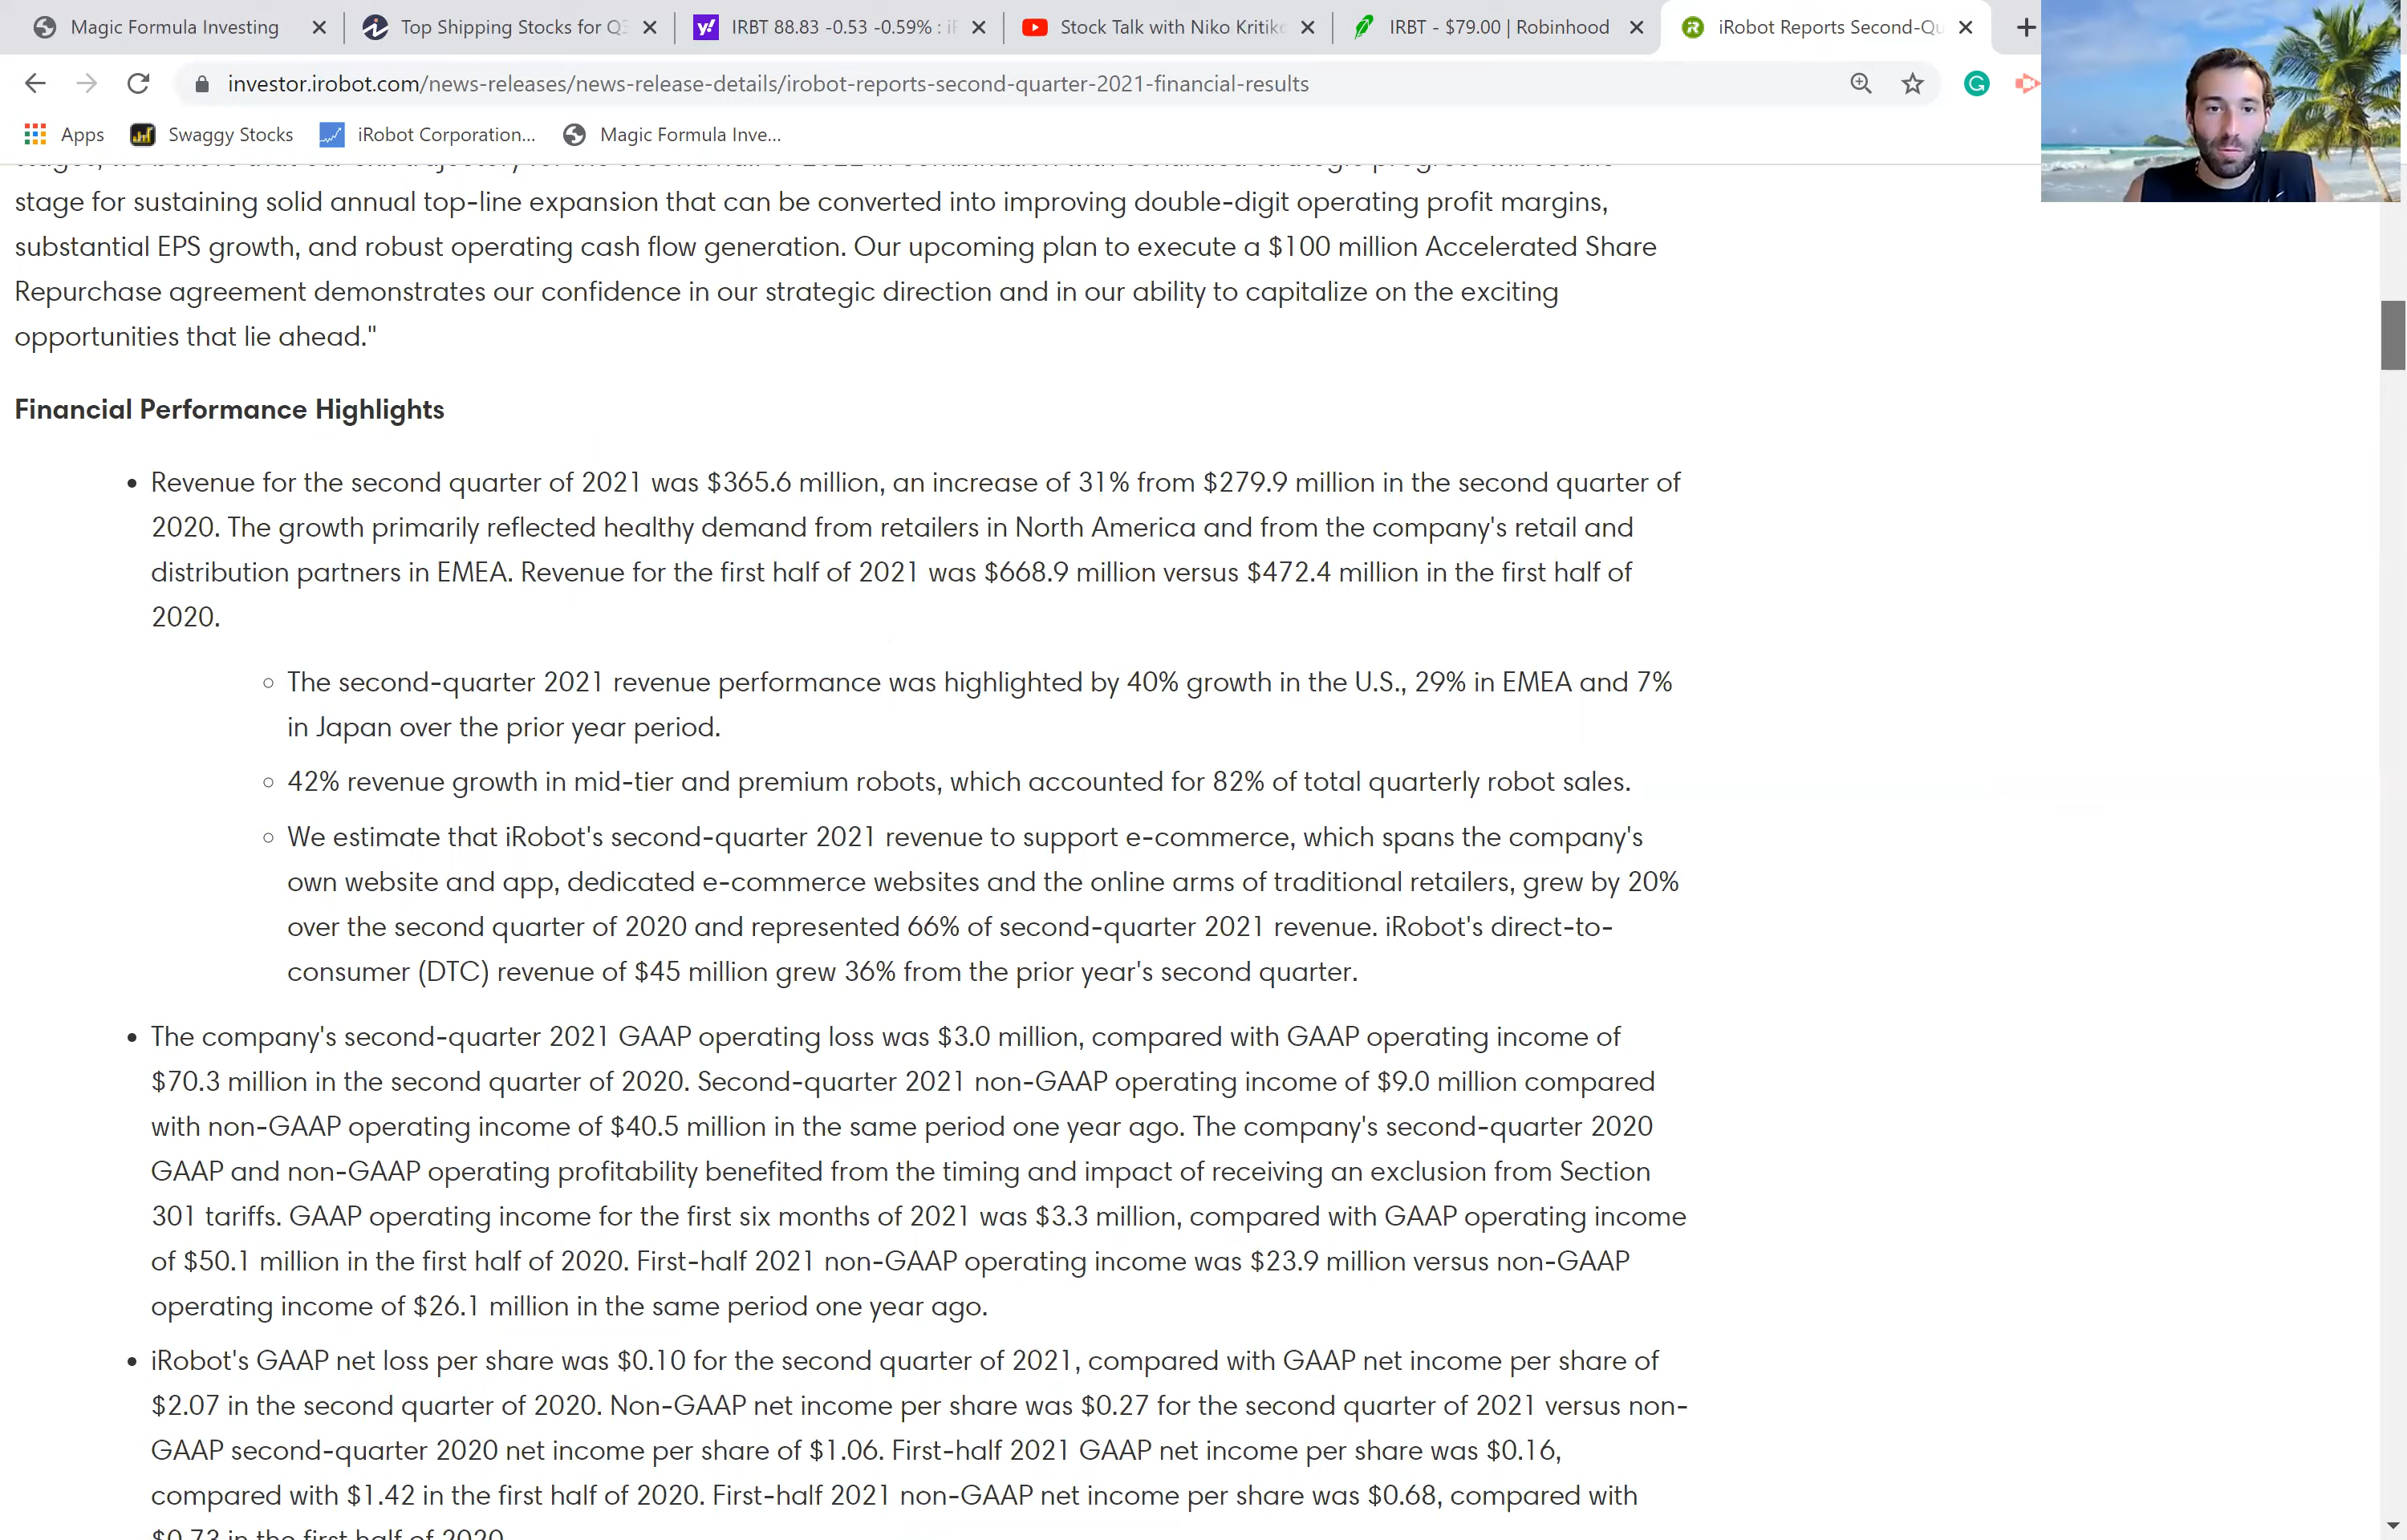 Magic Formula Investing
Top Shipping Stocks for Q3
IRBT 88.83 -0.53 -0.59% : iR
Stock Talk with Niko Kritiko
IRBT - $79.00 | Robinhood
iRobot Reports Second-Qu
investor.irobot.com/news-releases/news-release-details/irobot-reports-second-quarter-2021-financial-results
Apps
Swaggy Stocks
iRobot Corporation...
Magic Formula Inve...
stage for sustaining solid annual top-line expansion that can be converted into improving double-digit operating profit margins,
substantial EPS growth, and robust operating cash flow generation. Our upcoming plan to execute a $100 million Accelerated Share
Repurchase agreement demonstrates our confidence in our strategic direction and in our ability to capitalize on the exciting
opportunities that lie ahead."
Financial Performance Highlights
• Revenue for the second quarter of 2021 was $365.6 million, an increase of 31% from $279.9 million in the second quarter of
2020. The growth primarily reflected healthy demand from retailers in North America and from the company's retail and
distribution partners in EMEA. Revenue for the first half of 2021 was $668.9 million versus $472.4 million in the first half of
2020.
○ The second-quarter 2021 revenue performance was highlighted by 40% growth in the U.S., 29% in EMEA and 7%
in Japan over the prior year period.
○ 42% revenue growth in mid-tier and premium robots, which accounted for 82% of total quarterly robot sales.
○ We estimate that iRobot's second-quarter 2021 revenue to support e-commerce, which spans the company's
own website and app, dedicated e-commerce websites and the online arms of traditional retailers, grew by 20%
over the second quarter of 2020 and represented 66% of second-quarter 2021 revenue. iRobot's direct-to-
consumer (DTC) revenue of $45 million grew 36% from the prior year's second quarter.
• The company's second-quarter 2021 GAAP operating loss was $3.0 million, compared with GAAP operating income of
$70.3 million in the second quarter of 2020. Second-quarter 2021 non-GAAP operating income of $9.0 million compared
with non-GAAP operating income of $40.5 million in the same period one year ago. The company's second-quarter 2020
GAAP and non-GAAP operating profitability benefited from the timing and impact of receiving an exclusion from Section
301 tariffs. GAAP operating income for the first six months of 2021 was $3.3 million, compared with GAAP operating income
of $50.1 million in the first half of 2020. First-half 2021 non-GAAP operating income was $23.9 million versus non-GAAP
operating income of $26.1 million in the same period one year ago.
• iRobot's GAAP net loss per share was $0.10 for the second quarter of 2021, compared with GAAP net income per share of
$2.07 in the second quarter of 2020. Non-GAAP net income per share was $0.27 for the second quarter of 2021 versus non-
GAAP second-quarter 2020 net income per share of $1.06. First-half 2021 GAAP net income per share was $0.16,
compared with $1.42 in the first half of 2020. First-half 2021 non-GAAP net income per share was $0.68, compared with
$0.73 in the first half of 2020.